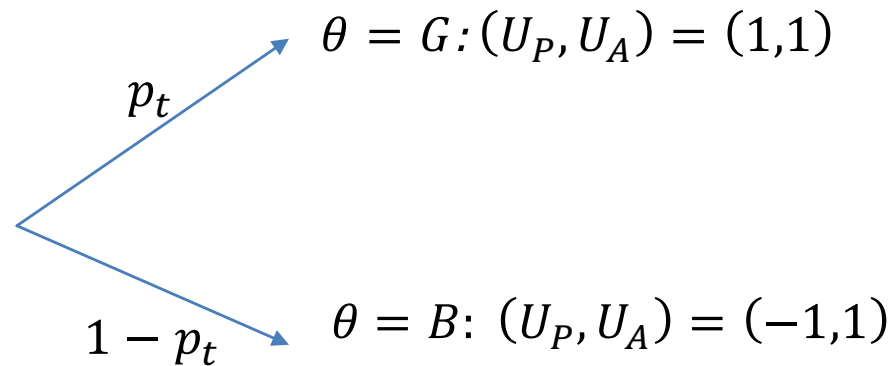 θ = G: (U_P, U_A) = (1,1)
p_t
θ = B: (U_P, U_A) = (−1,1)
1 − p_t